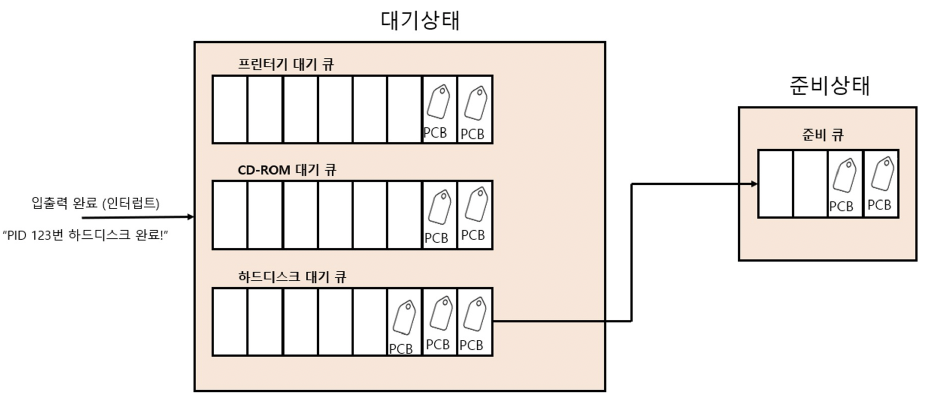 대기상태
프린터기 대기 큐
PCB
PCB
CD-ROM 대기 큐
PCB
PCB
하드디스크 대기 큐
PCB
PCB
PCB
입출력 완료 (인터럽트)
“PID 123번 하드디스크 완료!”
준비상태
준비 큐
PCB
PCB